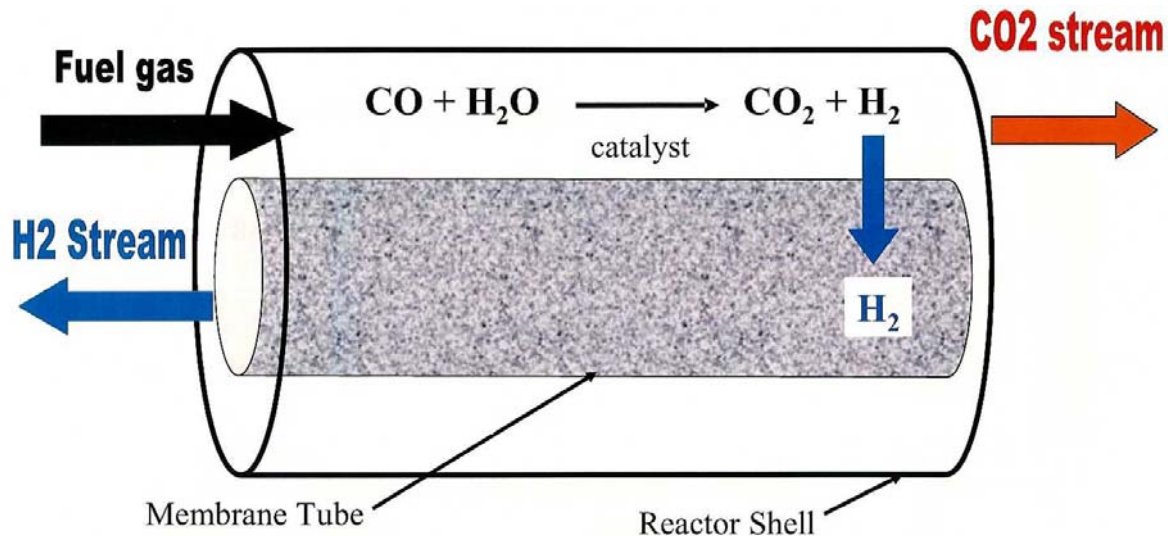 CO2 stream
Fuel gas
CO + H₂O → CO₂ + H₂
catalyst
H2 Stream
H₂
Membrane Tube
Reactor Shell